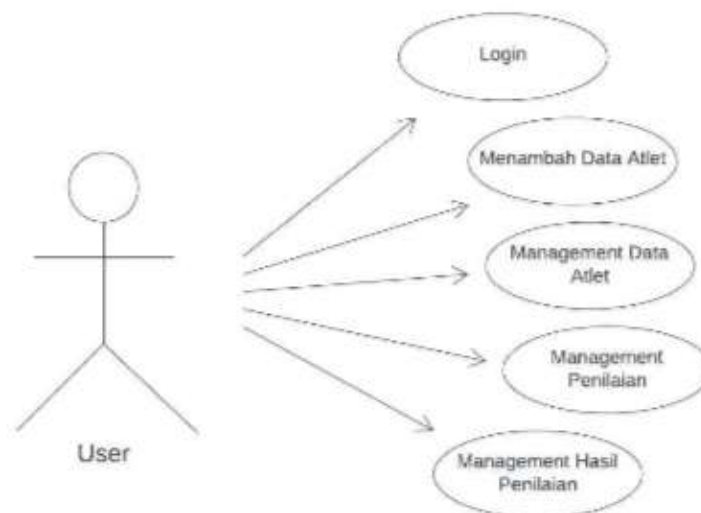 Login
Menambah Data Atlet
Management Data
Atlet
Management
Penilaian
Management Hasil
Penilaian
User